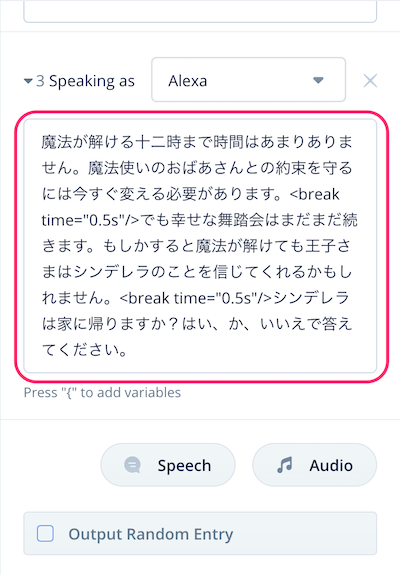 3 Speaking as Alexa
魔法が解ける十二時まで時間はあまりありま
せん。魔法使いのおばあさんとの約束を守る
には今すぐ変える必要があります。<break
time="0.5s"/>でも幸せな舞踏会はまだまだ続
きます。もしかすると魔法が解けても王子さ
まはシンデレラのことを信じてくれるかもし
れません。<break time="0.5s"/>シンデレラ
は家に帰りますか？はい、か、いいえで答え
てください。
Press "{" to add variables
Speech Audio
Output Random Entry